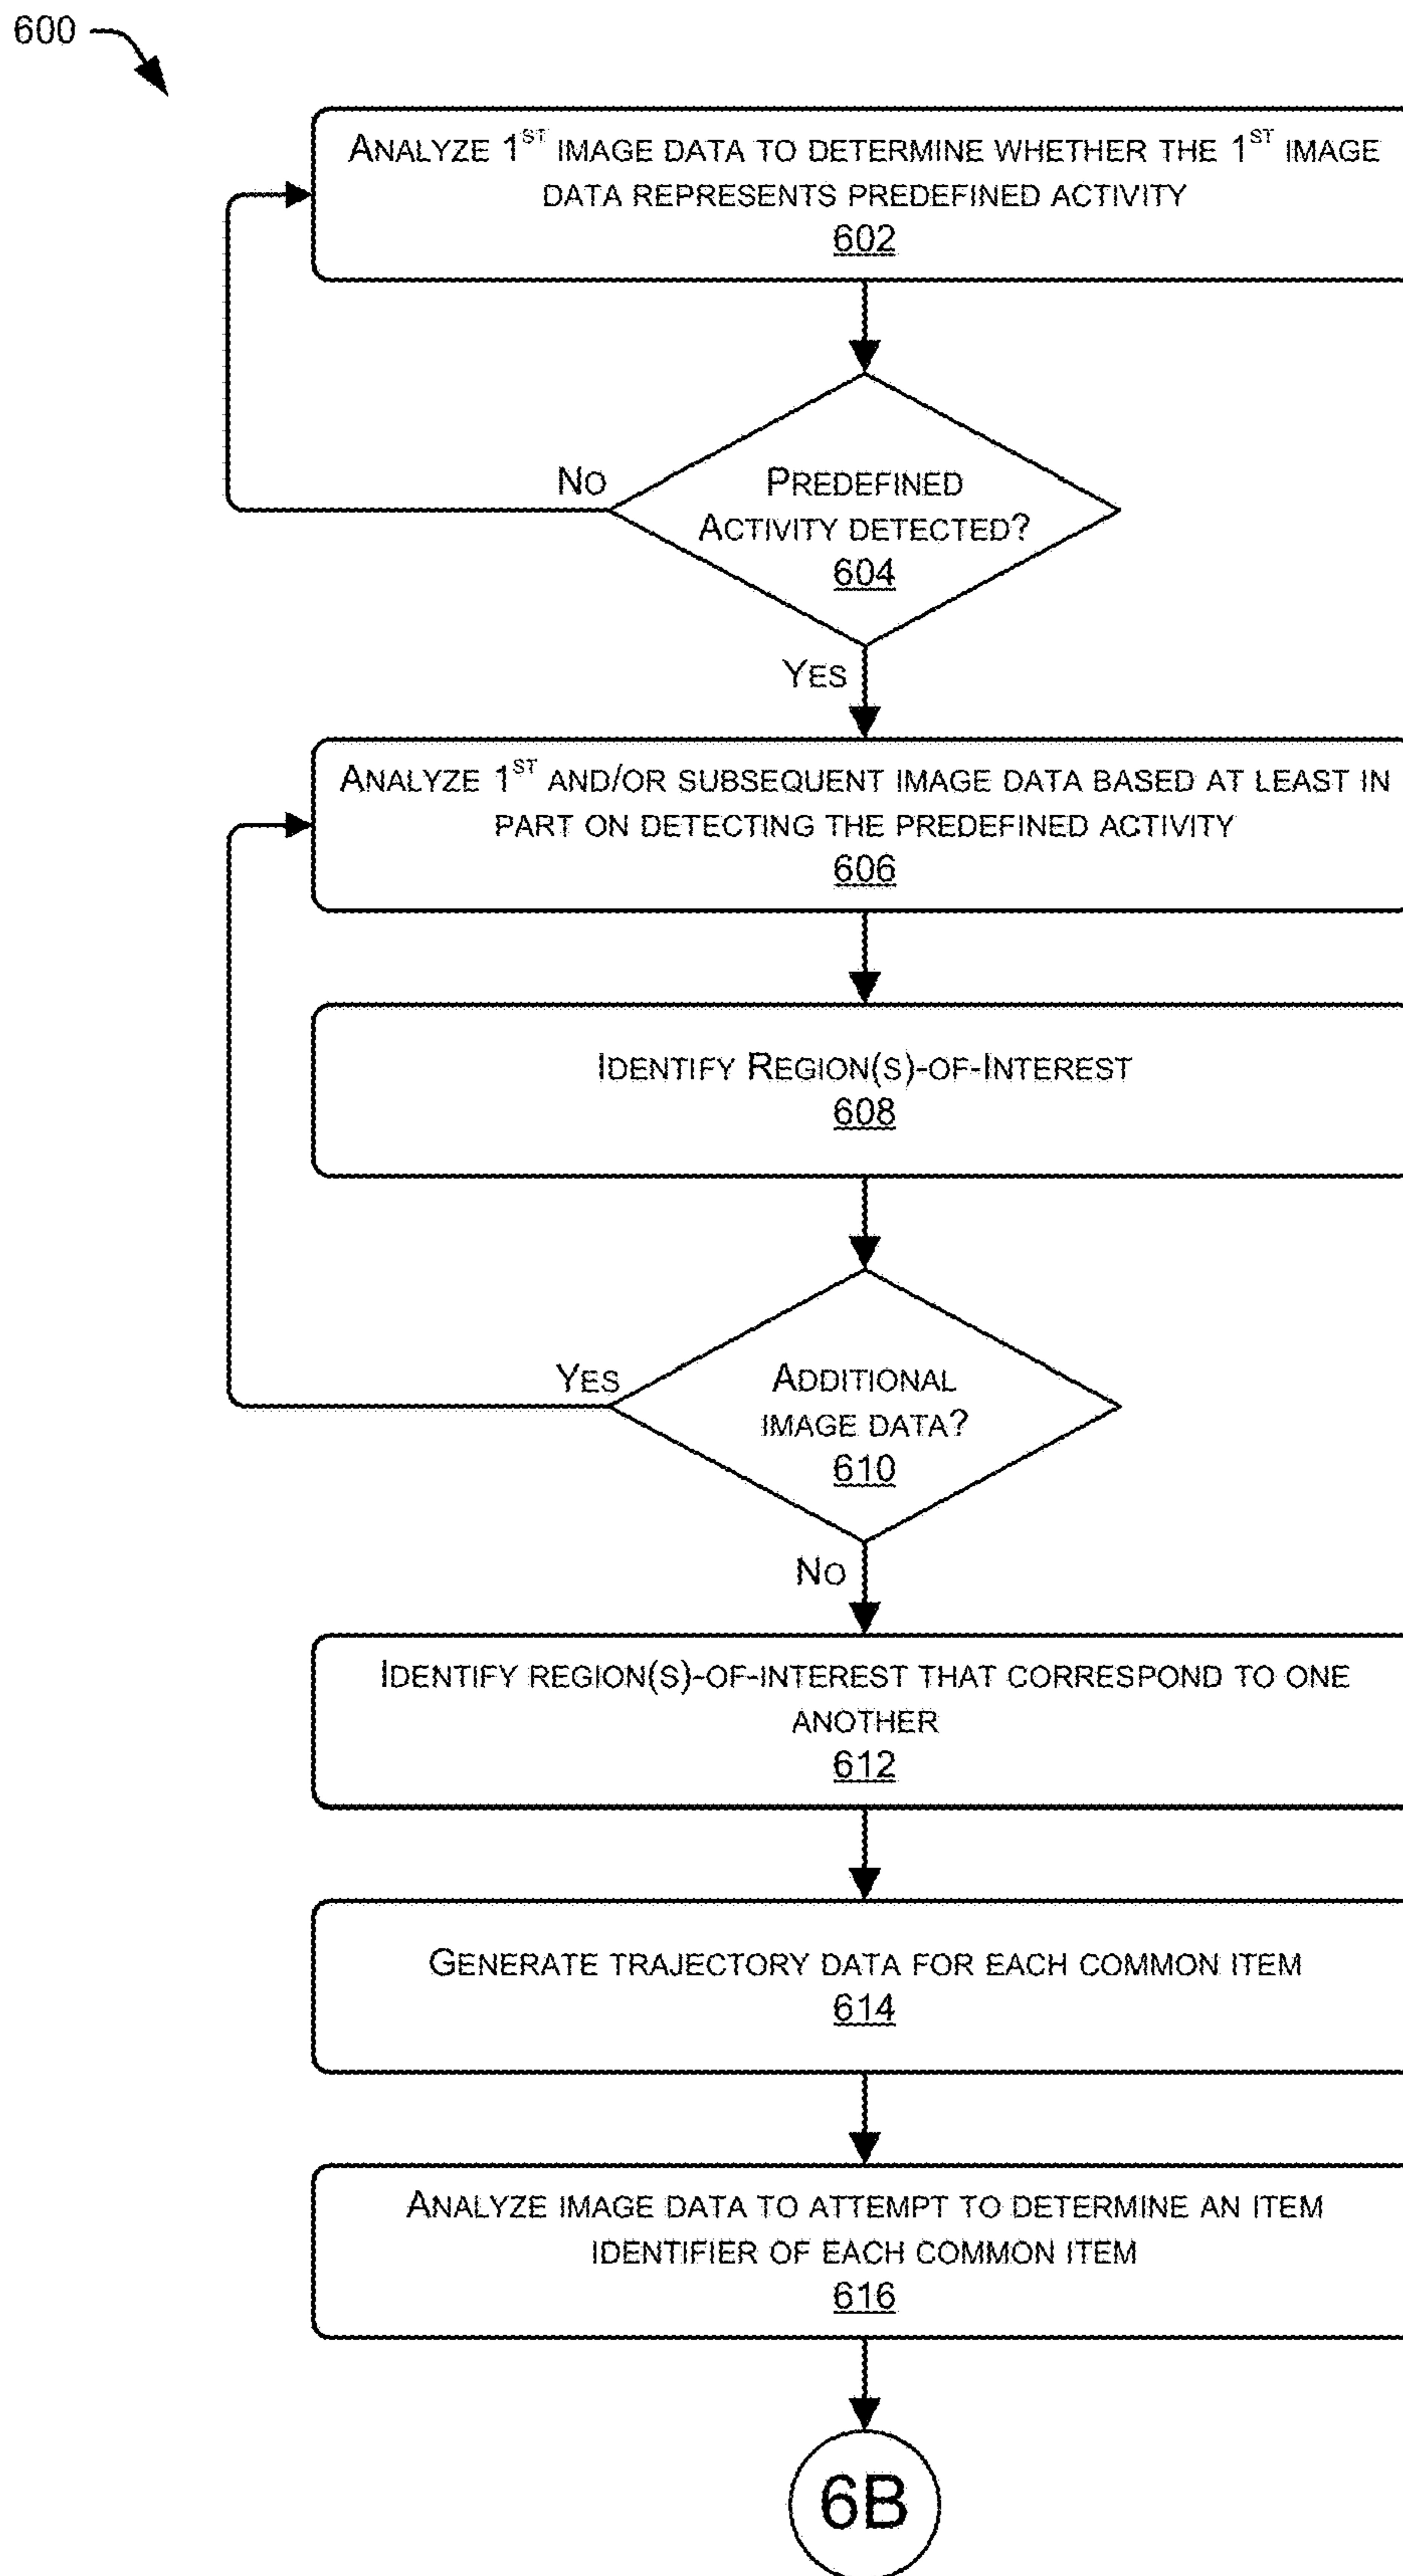 600
ANALYZE 1ST IMAGE DATA TO DETERMINE WHETHER THE 1ST IMAGE
DATA REPRESENTS PREDEFINED ACTIVITY
602
NO
PREDEFINED
ACTIVITY DETECTED?
604
YES
ANALYZE 1ST AND/OR SUBSEQUENT IMAGE DATA BASED AT LEAST IN
PART ON DETECTING THE PREDEFINED ACTIVITY
606
IDENTIFY REGION(S)-OF-INTEREST
608
YES
ADDITIONAL
IMAGE DATA?
610
NO
IDENTIFY REGION(S)-OF-INTEREST THAT CORRESPOND TO ONE
ANOTHER
612
GENERATE TRAJECTORY DATA FOR EACH COMMON ITEM
614
ANALYZE IMAGE DATA TO ATTEMPT TO DETERMINE AN ITEM
IDENTIFIER OF EACH COMMON ITEM
616
6B